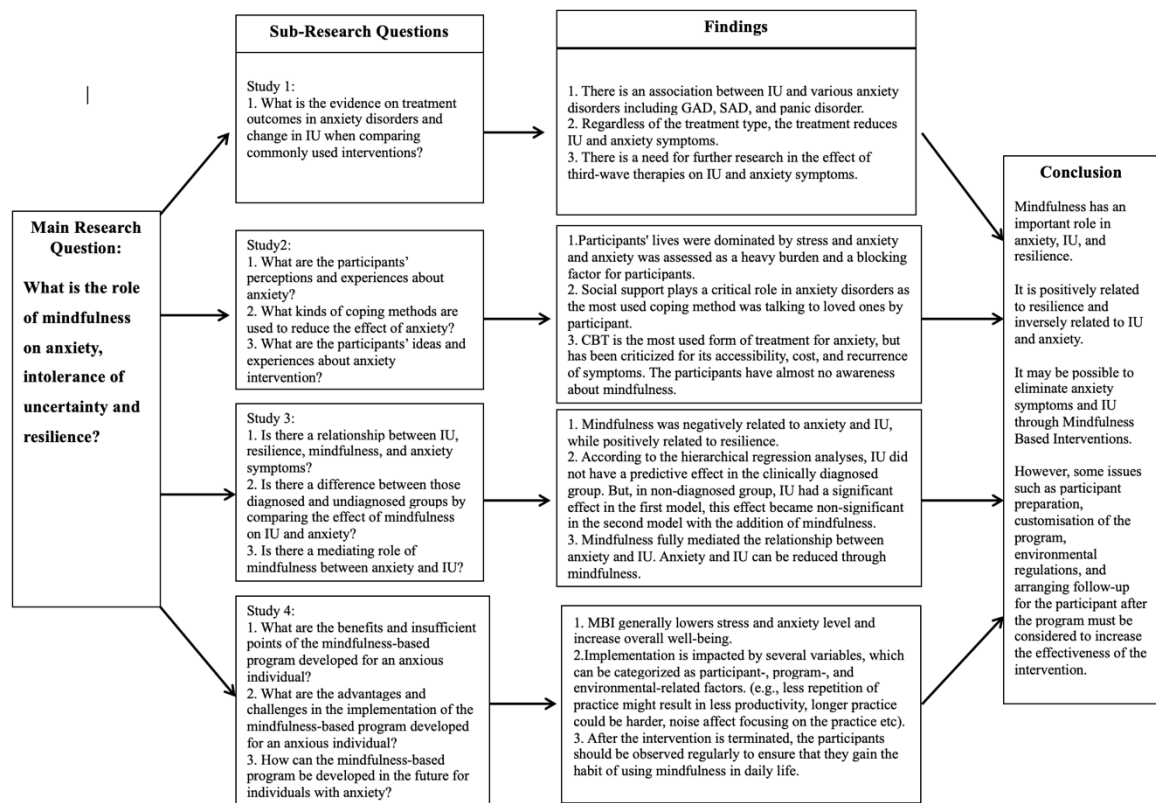 Main Research
Question:
What is the role
of mindfulness
on anxiety,
intolerance of
uncertainty and
resilience?
Sub-Research Questions
Study 1:
1. What is the evidence on treatment
outcomes in anxiety disorders and
change in IU when comparing
commonly used interventions?
Study2:
1. What are the participants'
perceptions and experiences about
anxiety?
2. What kinds of coping methods are
used to reduce the effect of anxiety?
3. What are the participants' ideas and
experiences about anxiety
intervention?
Study 3:
1. Is there a relationship between IU,
resilience, mindfulness, and anxiety
symptoms?
2. Is there a difference between those
diagnosed and undiagnosed groups by
comparing the effect of mindfulness
on IU and anxiety?
3. Is there a mediating role of
mindfulness between anxiety and IU?
Study 4:
1. What are the benefits and insufficient
points of the mindfulness-based
program developed for an anxious
individual?
2. What are the advantages and
challenges in the implementation of the
mindfulness-based program developed
for an anxious individual?
3. How can the mindfulness-based
program be developed in the future for
individuals with anxiety?
Findings
1. There is an association between IU and various anxiety
disorders including GAD, SAD, and panic disorder.
2. Regardless of the treatment type, the treatment reduces
IU and anxiety symptoms.
3. There is a need for further research in the effect of
third-wave therapies on IU and anxiety symptoms.
1.Participants' lives were dominated by stress and anxiety
and anxiety was assessed as a heavy burden and a blocking
factor for participants.
2. Social support plays a critical role in anxiety disorders as
the most used coping method was talking to loved ones by
participant.
3. CBT is the most used form of treatment for anxiety, but
has been criticized for its accessibility, cost, and recurrence
of symptoms. The participants have almost no awareness
about mindfulness.
1. Mindfulness was negatively related to anxiety and IU,
while positively related to resilience.
2. According to the hierarchical regression analyses, IU did
not have a predictive effect in the clinically diagnosed
group. But, in non-diagnosed group, IU had a significant
effect in the first model, this effect became non-significant
in the second model with the addition of mindfulness.
3. Mindfulness fully mediated the relationship between
anxiety and IU. Anxiety and IU can be reduced through
mindfulness.
1. MBI generally lowers stress and anxiety level and
increase overall well-being.
2.Implementation is impacted by several variables, which
can be categorized as participant-, program-, and
environmental-related factors. (e.g., less repetition of
practice might result in less productivity, longer practice
could be harder, noise affect focusing on the practice etc).
3. After the intervention is terminated, the participants
should be observed regularly to ensure that they gain the
habit of using mindfulness in daily life.
Conclusion
Mindfulness has an
important role in
anxiety, IU, and
resilience.
It is positively related
to resilience and
inversely related to IU
and anxiety.
It may be possible to
eliminate anxiety
symptoms and IU
through Mindfulness
Based Interventions.
However, some issues
such as participant
preparation,
customisation of the
program,
environmental
regulations, and
arranging follow-up
for the participant after
the program must be
considered to increase
the effectiveness of the
intervention.